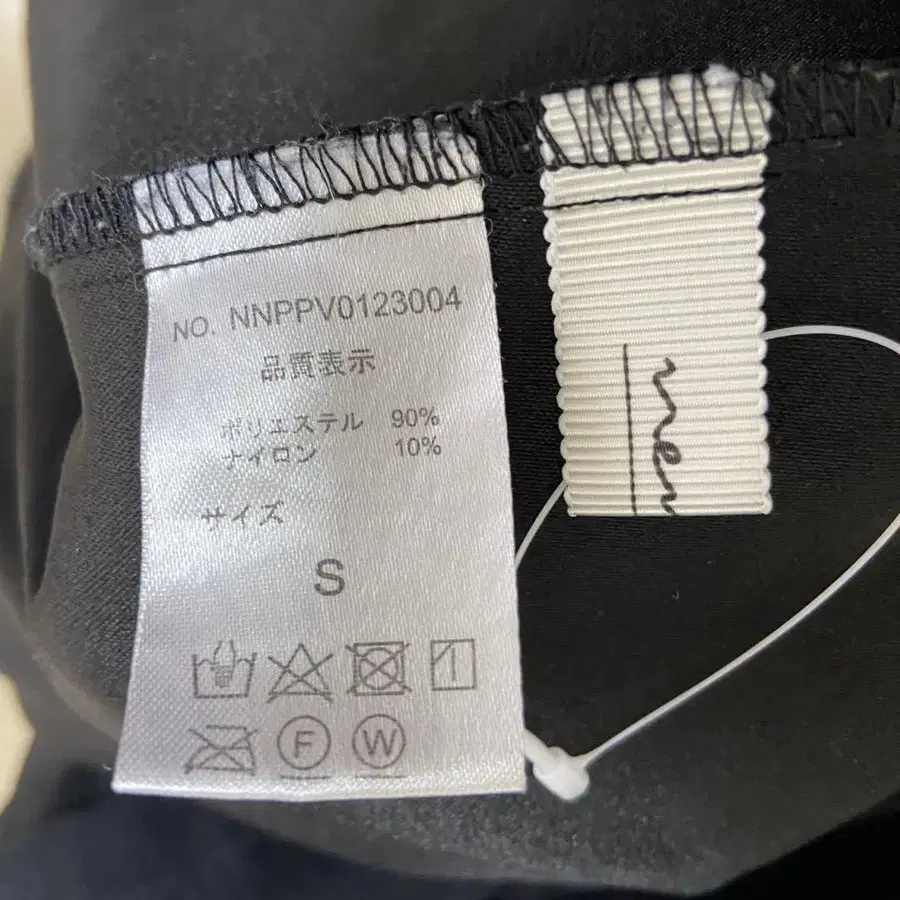 NO. NNPPV0123004
品質表示
ポリエステル 90%
ナイロン 10%
サイズ
S
F W